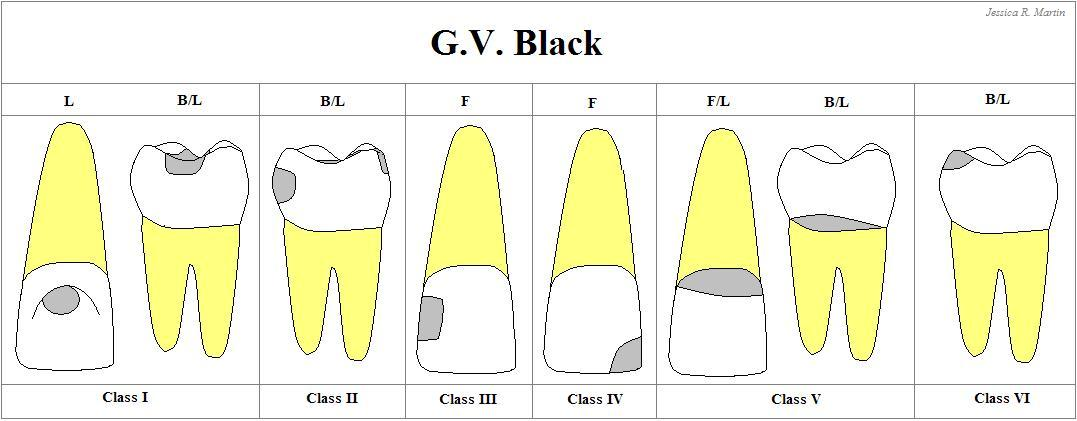 Jessica R. Martin
G.V. Black
L B/L B/L F F F/L B/L B/L
Class I Class II Class III Class IV Class V Class VI